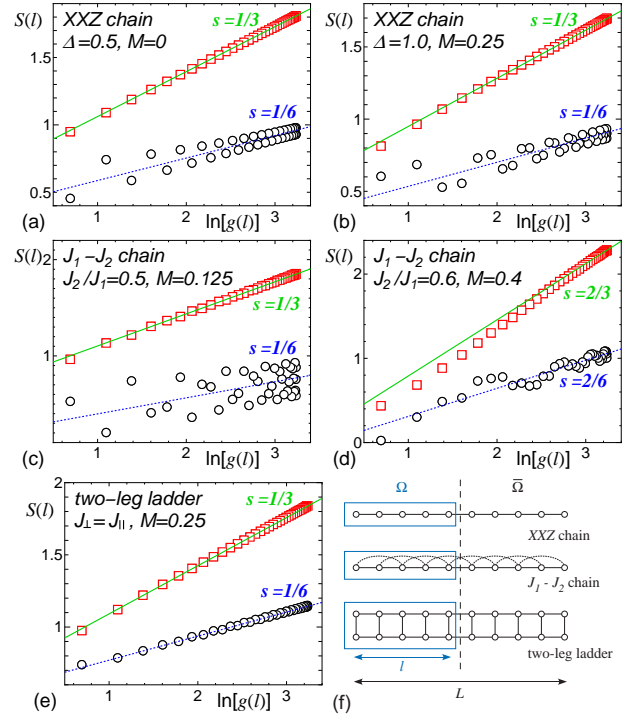 S(l)
XXZ chain
Δ=0.5, M=0
s=1/3
s=1/6
1.5
1
0.5
1
2
3
(a)
ln[g(l)]
S(l)
XXZ chain
Δ=1.0, M=0.25
s=1/3
s=1/6
1.5
1
0.5
1
2
3
(b)
ln[g(l)]
S(l)
2
J1−J2 chain
J2/J1=0.5, M=0.125
s=1/3
s=1/6
1
1
2
3
(c)
ln[g(l)]
S(l)
J1−J2 chain
J2/J1=0.6, M=0.4
s=2/3
s=2/6
2
1
0
1
2
3
(d)
ln[g(l)]
2
S(l)
two−leg ladder
J⊥=J||, M=0.25
s=1/3
s=1/6
1.5
1
1
2
3
(e)
ln[g(l)]
Ω
Ω̅
XXZ chain
J1 - J2 chain
two-leg ladder
l
L
(f)